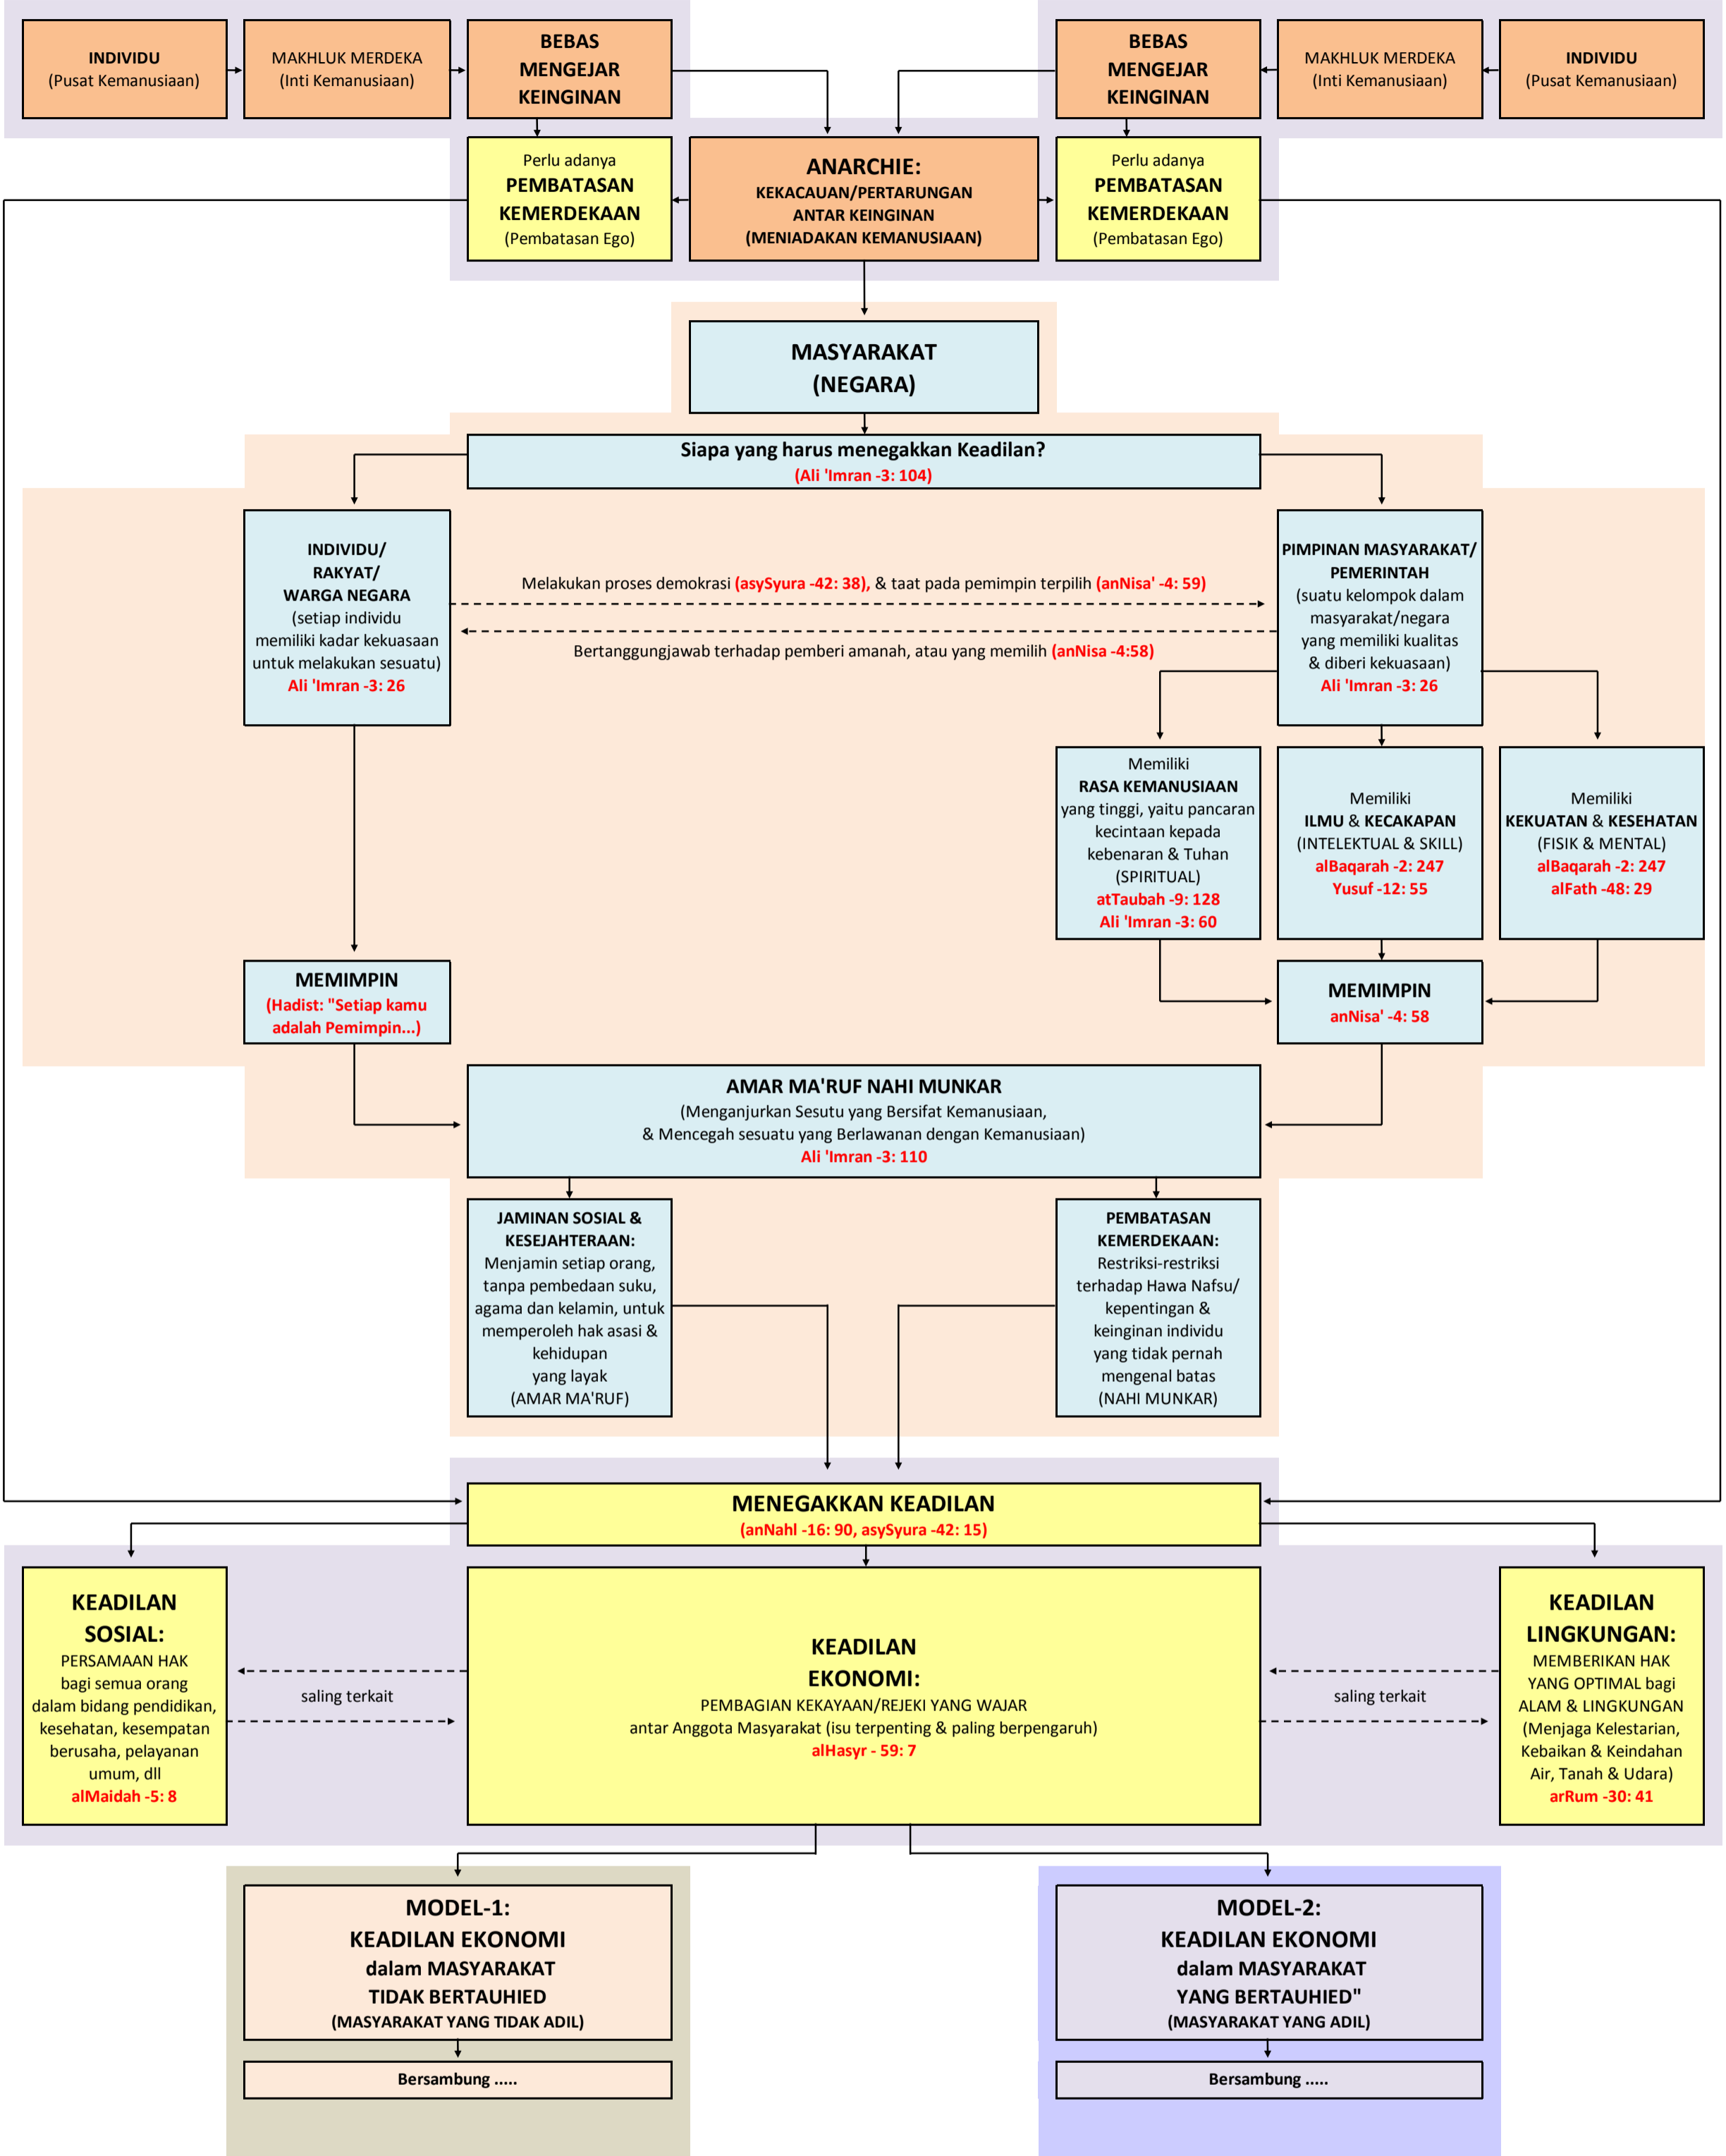 INDIVIDU
(Pusat Kemanusiaan)
MAKHLUK MERDEKA
(Inti Kemanusiaan)
BEBAS
MENGEJAR
KEINGINAN
BEBAS
MENGEJAR
KEINGINAN
MAKHLUK MERDEKA
(Inti Kemanusiaan)
INDIVIDU
(Pusat Kemanusiaan)
Perlu adanya
PEMBATASAN
KEMERDEKAAN
(Pembatasan Ego)
ANARCHIE:
KEKACAUAN/PERTARUNGAN
ANTAR KEINGINAN
(MENIADAKAN KEMANUSIAAN)
Perlu adanya
PEMBATASAN
KEMERDEKAAN
(Pembatasan Ego)
MASYARAKAT
(NEGARA)
Siapa yang harus menegakkan Keadilan?
(Ali 'Imran -3: 104)
INDIVIDU/
RAKYAT/
WARGA NEGARA
(setiap individu
memiliki kadar kekuasaan
untuk melakukan sesuatu)
Ali 'Imran -3: 26
Melakukan proses demokrasi (asySyura -42: 38), & taat pada pemimpin terpilih (anNisa' -4: 59)
Bertanggungjawab terhadap pemberi amanah, atau yang memilih (anNisa -4:58)
PIMPINAN MASYARAKAT/
PEMERINTAH
(suatu kelompok dalam
masyarakat/negara
yang memiliki kualitas
& diberi kekuasaan)
Ali 'Imran -3: 26
Memiliki
RASA KEMANUSIAAN
yang tinggi, yaitu pancaran
kecintaan kepada
kebenaran & Tuhan
(SPIRITUAL)
atTaubah -9: 128
Ali 'Imran -3: 60
Memiliki
ILMU & KECAKAPAN
(INTELEKTUAL & SKILL)
alBaqarah -2: 247
Yusuf -12: 55
Memiliki
KEKUATAN & KESEHATAN
(FISIK & MENTAL)
alBaqarah -2: 247
alFath -48: 29
MEMIMPIN
(Hadist: "Setiap kamu
adalah Pemimpin...)
MEMIMPIN
anNisa' -4: 58
AMAR MA'RUF NAHI MUNKAR
(Menganjurkan Sesutu yang Bersifat Kemanusiaan,
& Mencegah sesuatu yang Berlawanan dengan Kemanusiaan)
Ali 'Imran -3: 110
JAMINAN SOSIAL &
KESEJAHTERAAN:
Menjamin setiap orang,
tanpa pembedaan suku,
agama dan kelamin, untuk
memperoleh hak asasi &
kehidupan
yang layak
(AMAR MA'RUF)
PEMBATASAN
KEMERDEKAAN:
Restriksi-restriksi
terhadap Hawa Nafsu/
kepentingan &
keinginan individu
yang tidak pernah
mengenal batas
(NAHI MUNKAR)
MENEGAKKAN KEADILAN
(anNahl -16: 90, asySyura -42: 15)
KEADILAN
SOSIAL:
PERSAMAAN HAK
bagi semua orang
dalam bidang pendidikan,
kesehatan, kesempatan
berusaha, pelayanan
umum, dll
alMaidah -5: 8
saling terkait
KEADILAN
EKONOMI:
PEMBAGIAN KEKAYAAN/REJEKI YANG WAJAR
antar Anggota Masyarakat (isu terpenting & paling berpengaruh)
alHasyr - 59: 7
saling terkait
KEADILAN
LINGKUNGAN:
MEMBERIKAN HAK
YANG OPTIMAL bagi
ALAM & LINGKUNGAN
(Menjaga Kelestarian,
Kebaikan & Keindahan
Air, Tanah & Udara)
arRum -30: 41
MODEL-1:
KEADILAN EKONOMI
dalam MASYARAKAT
TIDAK BERTAUHIED
(MASYARAKAT YANG TIDAK ADIL)
Bersambung .....
MODEL-2:
KEADILAN EKONOMI
dalam MASYARAKAT
YANG BERTAUHIED"
(MASYARAKAT YANG ADIL)
Bersambung .....